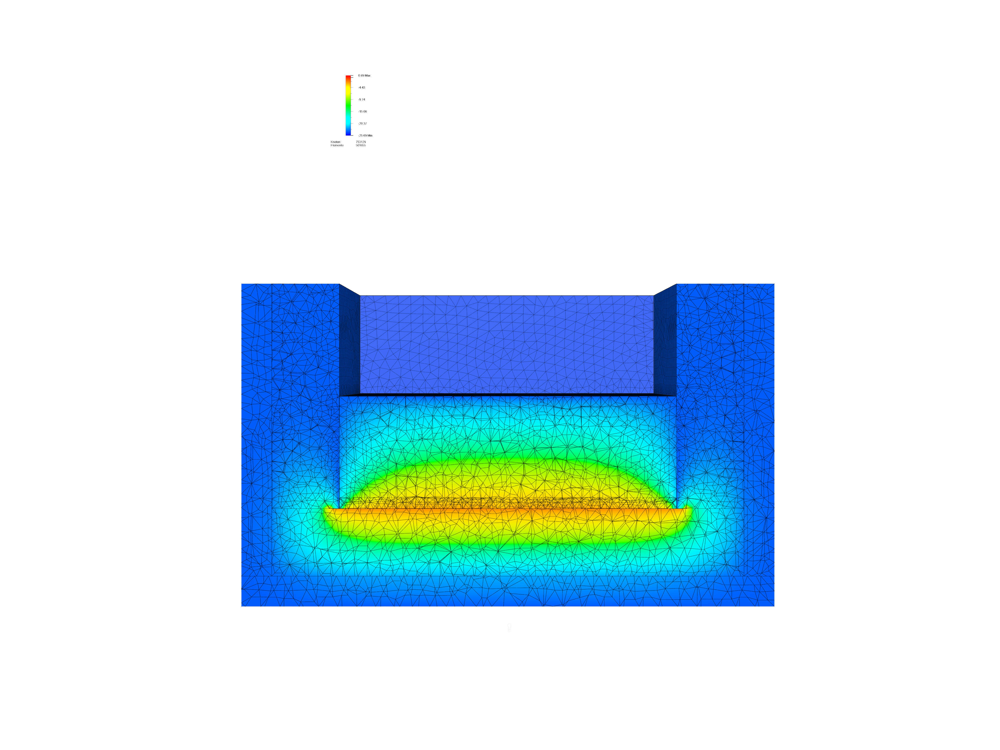 0.89 Max
-4.43
-9.74
-15.06
-20.37
-25.69 Min
Knoten: 753129
Elemente 501655